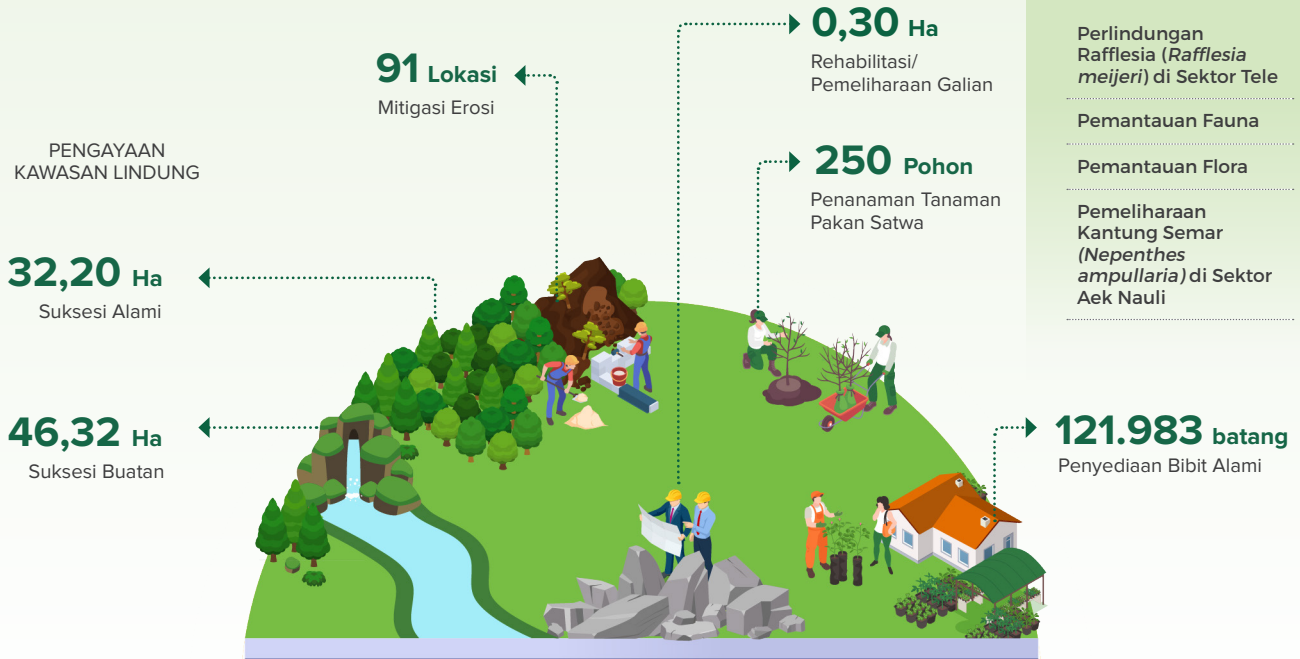 PENGAYAAN
KAWASAN LINDUNG
32,20 Ha
Suksesi Alami
46,32 Ha
Suksesi Buatan
91 Lokasi
Mitigasi Erosi
0,30 Ha
Rehabilitasi/
Pemeliharaan Galian
250 Pohon
Penanaman Tanaman
Pakan Satwa
121.983 batang
Penyediaan Bibit Alami
Perlindungan
Rafflesia (Rafflesia
meijeri) di Sektor Tele
Pemantauan Fauna
Pemantauan Flora
Pemeliharaan
Kantung Semar
(Nepenthes
ampullaria) di Sektor
Aek Nauli